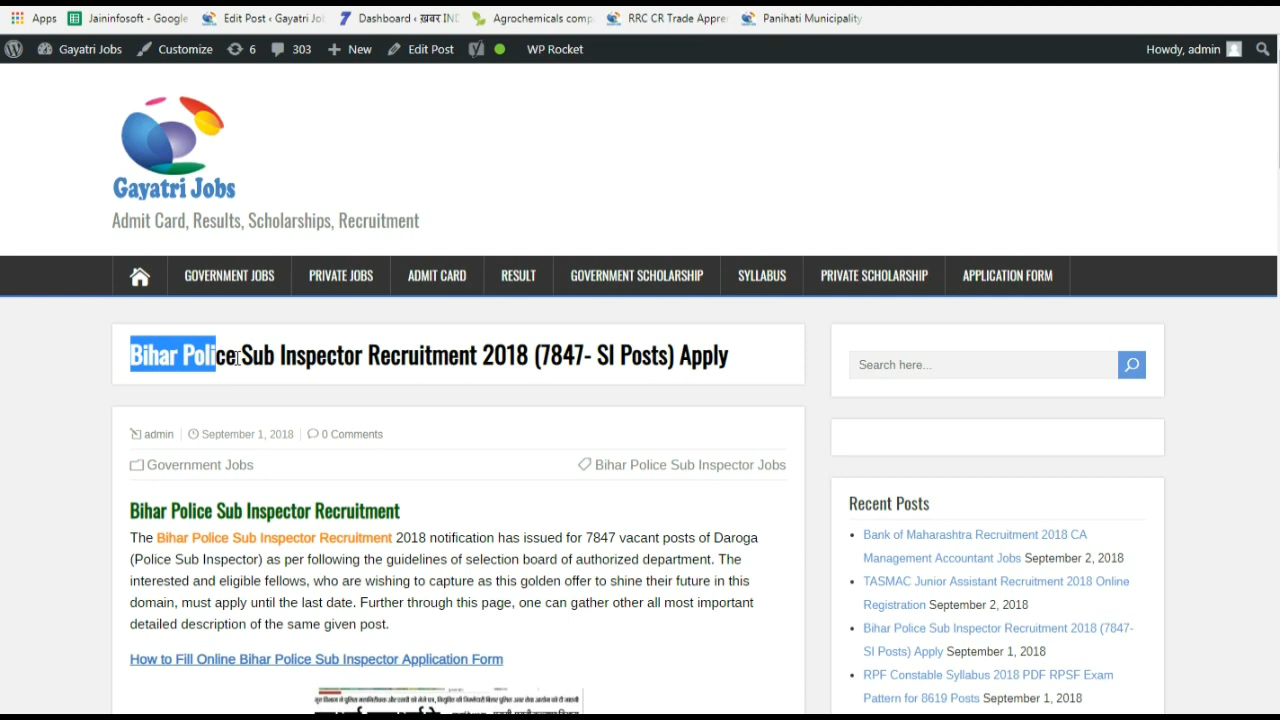 Apps Jaininfosoft - Google Edit Post ‹ Gayatri Jo Dashboard ‹ ख़बर IND Agrochemicals comp RRC CR Trade Appre Panihati Municipality
Gayatri Jobs Customize 6 303 New Edit Post WP Rocket Howdy, admin
Gayatri Jobs
Admit Card, Results, Scholarships, Recruitment
GOVERNMENT JOBS PRIVATE JOBS ADMIT CARD RESULT GOVERNMENT SCHOLARSHIP SYLLABUS PRIVATE SCHOLARSHIP APPLICATION FORM
Bihar Police Sub Inspector Recruitment 2018 (7847- SI Posts) Apply
admin September 1, 2018 0 Comments
Government Jobs Bihar Police Sub Inspector Jobs
Bihar Police Sub Inspector Recruitment
The Bihar Police Sub Inspector Recruitment 2018 notification has issued for 7847 vacant posts of Daroga
(Police Sub Inspector) as per following the guidelines of selection board of authorized department. The
interested and eligible fellows, who are wishing to capture as this golden offer to shine their future in this
domain, must apply until the last date. Further through this page, one can gather other all most important
detailed description of the same given post.
How to Fill Online Bihar Police Sub Inspector Application Form
Search here...
Recent Posts
Bank of Maharashtra Recruitment 2018 CA
Management Accountant Jobs September 2, 2018
TASMAC Junior Assistant Recruitment 2018 Online
Registration September 2, 2018
Bihar Police Sub Inspector Recruitment 2018 (7847-
SI Posts) Apply September 1, 2018
RPF Constable Syllabus 2018 PDF RPSF Exam
Pattern for 8619 Posts September 1, 2018